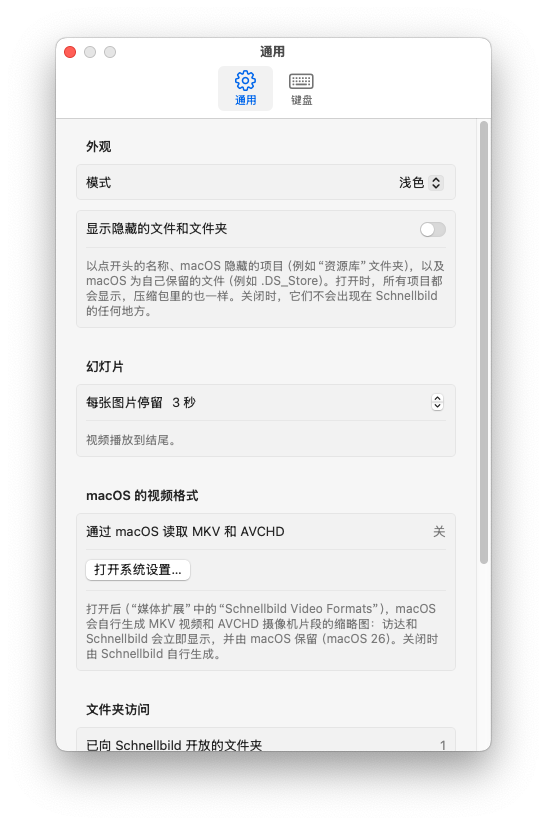 通用
通用
键盘
外观
模式
浅色
显示隐藏的文件和文件夹
以点开头的名称、macOS 隐藏的项目 (例如“资源库”文件夹)，以及
macOS 为自己保留的文件 (例如 .DS_Store)。打开时，所有项目都
会显示，压缩包里的也一样。关闭时，它们不会出现在 Schnellbild
的任何地方。
幻灯片
每张图片停留 3 秒
视频播放到结尾。
macOS 的视频格式
通过 macOS 读取 MKV 和 AVCHD
关
打开系统设置...
打开后 (“媒体扩展”中的“Schnellbild Video Formats”)，macOS
会自行生成 MKV 视频和 AVCHD 摄像机片段的缩略图：访达和
Schnellbild 会立即显示，并由 macOS 保留 (macOS 26)。关闭时
由 Schnellbild 自行生成。
文件夹访问
已向 Schnellbild 开放的文件夹
1